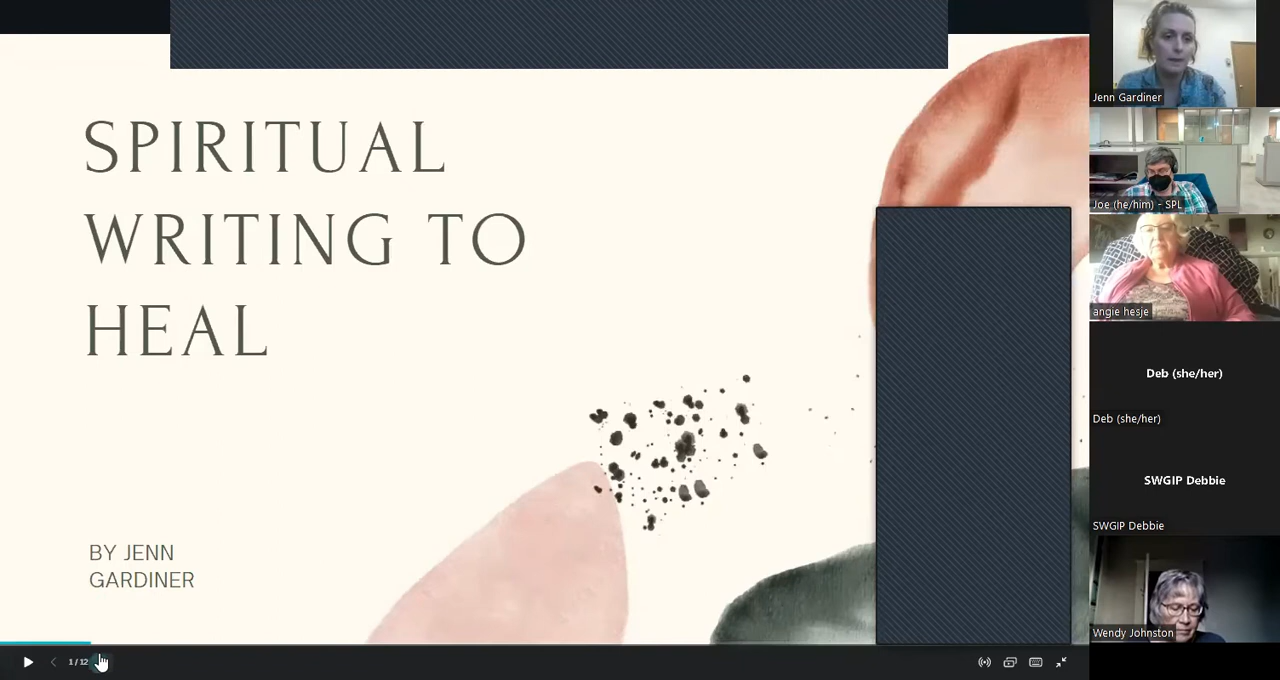 SPIRITUAL
WRITING TO
HEAL
BY JENN
GARDINER
1 / 12
Jenn Gardiner
Joe (he/him) - SPL
angie hesje
Deb (she/her)
Deb (she/her)
SWGIP Debbie
SWGIP Debbie
Wendy Johnston